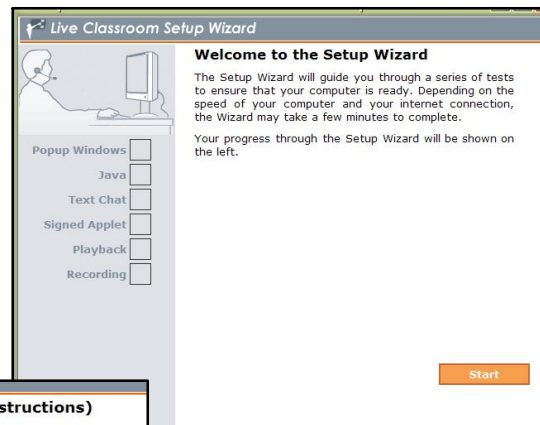 Live Classroom Setup Wizard
Welcome to the Setup Wizard
The Setup Wizard will guide you through a series of tests
to ensure that your computer is ready. Depending on the
speed of your computer and your internet connection,
the Wizard may take a few minutes to complete.
Your progress through the Setup Wizard will be shown on
the left.
Popup Windows
Java
Text Chat
Signed Applet
Playback
Recording
Start
structions)